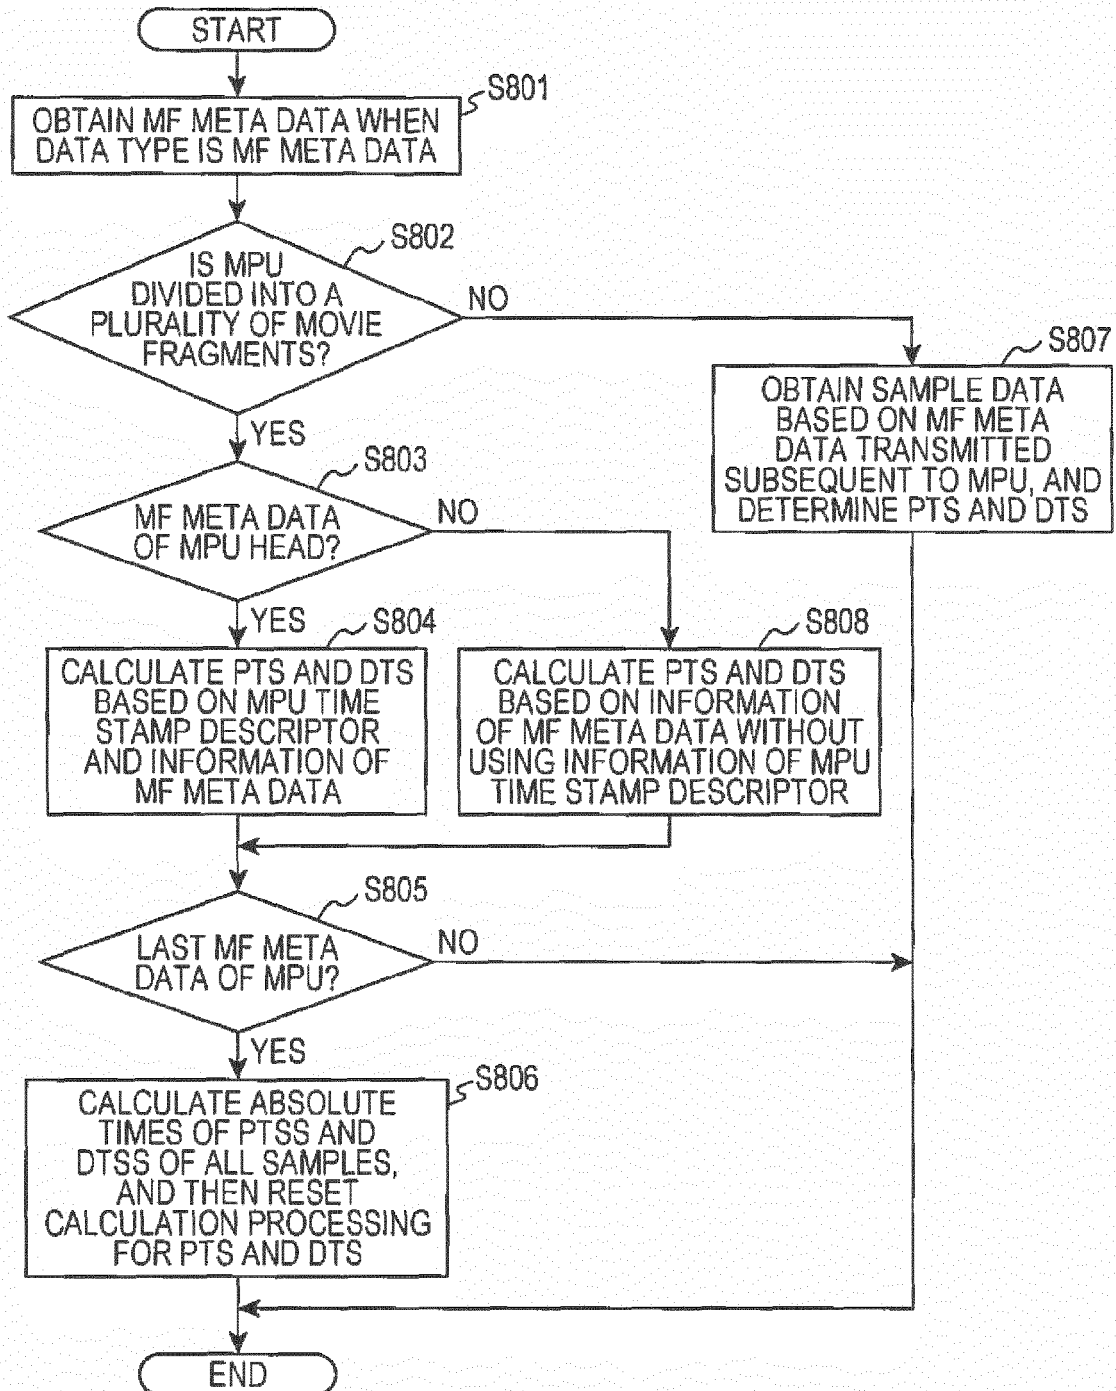 START
S801
OBTAIN MF META DATA WHEN
DATA TYPE IS MF META DATA
S802
IS MPU
DIVIDED INTO A
PLURALITY OF MOVIE
FRAGMENTS?
NO
YES
S807
OBTAIN SAMPLE DATA
BASED ON MF META
DATA TRANSMITTED
SUBSEQUENT TO MPU, AND
DETERMINE PTS AND DTS
S803
MF META DATA
OF MPU HEAD?
NO
YES
S804
CALCULATE PTS AND DTS
BASED ON MPU TIME
STAMP DESCRIPTOR
AND INFORMATION OF
MF META DATA
S808
CALCULATE PTS AND DTS
BASED ON INFORMATION
OF MF META DATA WITHOUT
USING INFORMATION OF MPU
TIME STAMP DESCRIPTOR
S805
LAST MF META
DATA OF MPU?
NO
YES
S806
CALCULATE ABSOLUTE
TIMES OF PTSS AND
DTSS OF ALL SAMPLES,
AND THEN RESET
CALCULATION PROCESSING
FOR PTS AND DTS
END